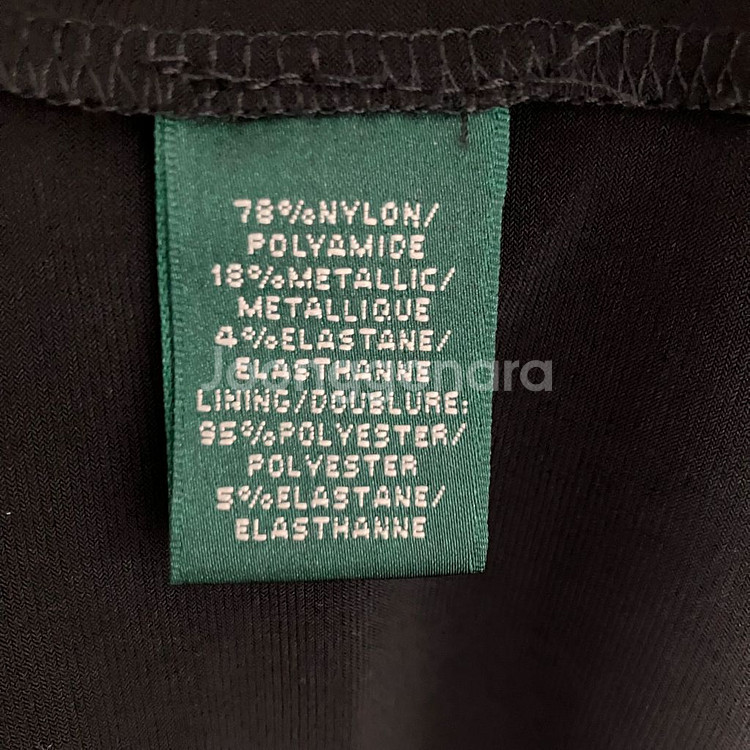 78%NYLON/
POLYAMIDE
18%METALLIC/
METALLIQUE
4%ELASTANE/
ELASTHANNE
LINING/DOUBLURE:
95%POLYESTER/
POLYESTER
5%ELASTANE/
ELASTHANNE